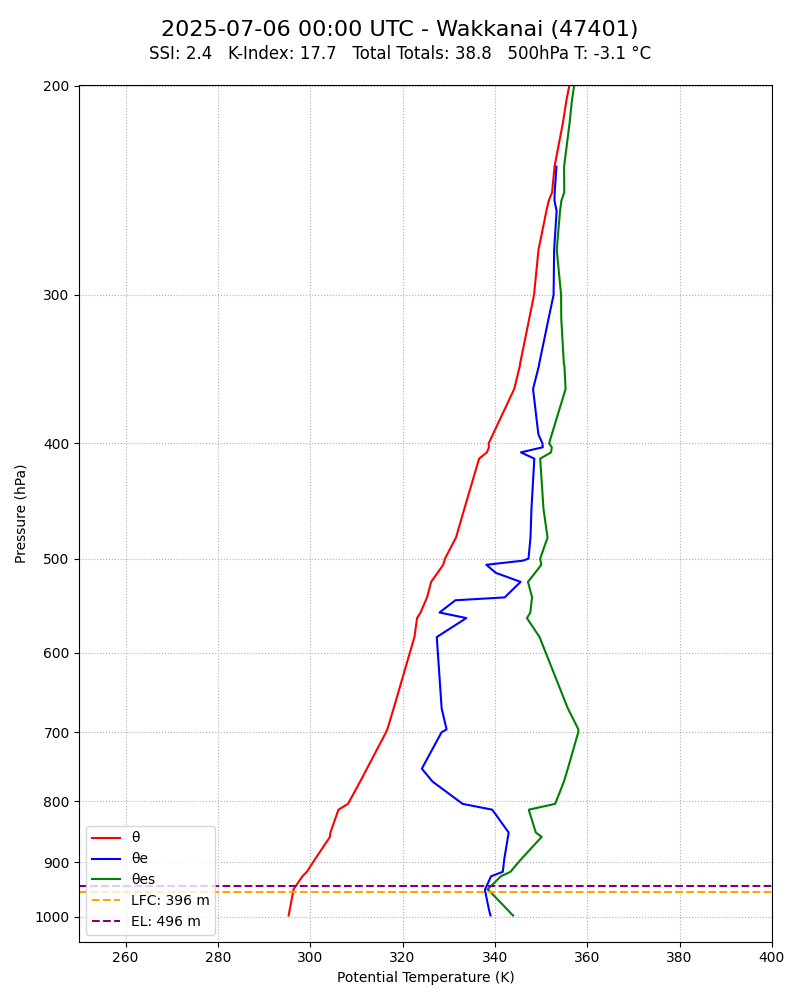 2025-07-06 00:00 UTC - Wakkanai (47401)
SSI: 2.4 K-Index: 17.7 Total Totals: 38.8 500hPa T: -3.1 °C
200
300
400
500
600
700
800
900
1000
Pressure (hPa)
θ
θe
θes
LFC: 396 m
EL: 496 m
260 280 300 320 340 360 380 400
Potential Temperature (K)